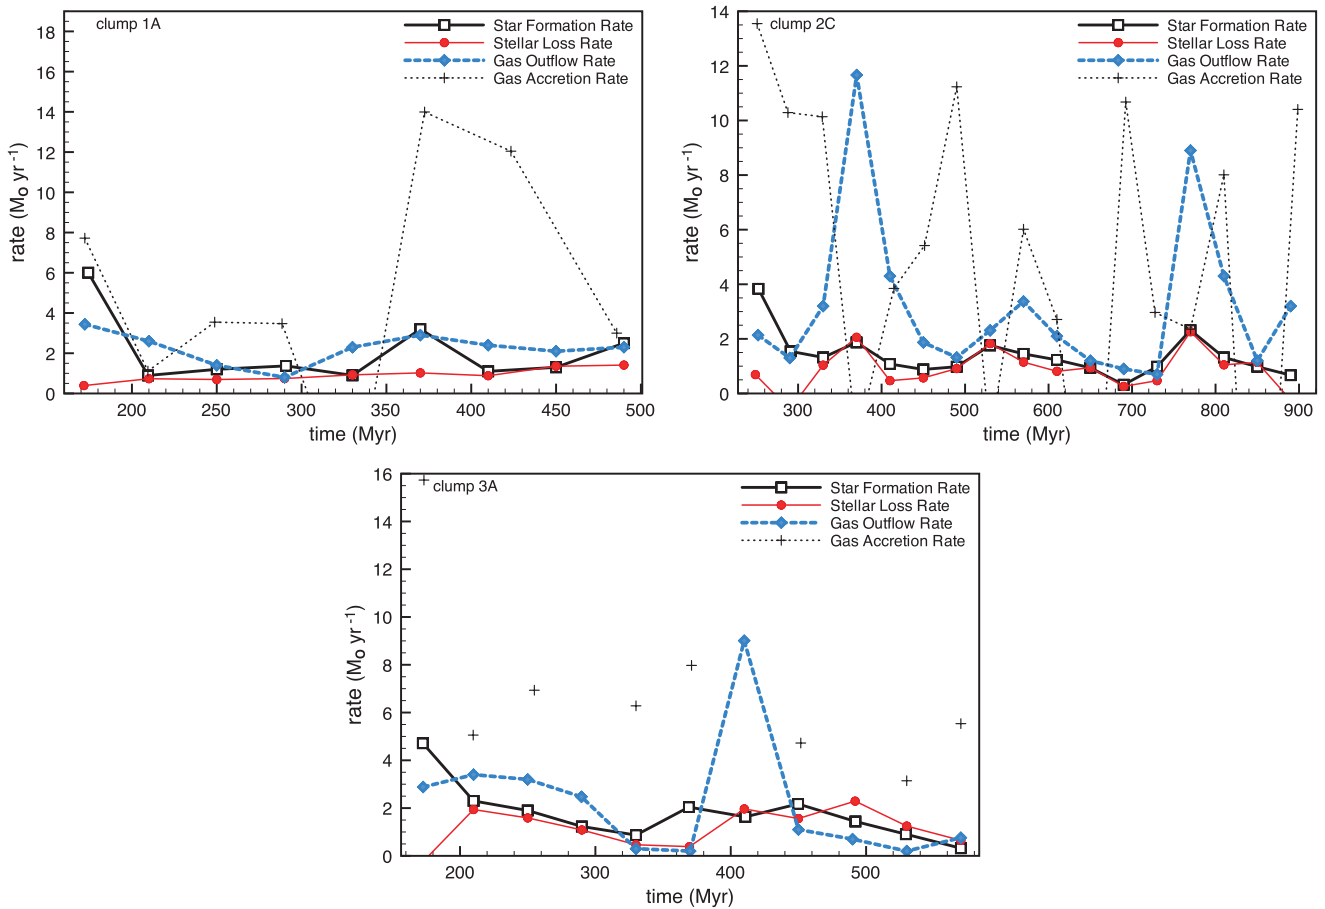 clump 1A
Star Formation Rate
Stellar Loss Rate
Gas Outflow Rate
Gas Accretion Rate
18
16
14
12
10
8
6
4
2
0
rate (M₀ yr⁻¹)
200 250 300 350 400 450 500
time (Myr)
clump 2C
Star Formation Rate
Stellar Loss Rate
Gas Outflow Rate
Gas Accretion Rate
14
12
10
8
6
4
2
0
rate (M₀ yr⁻¹)
300 400 500 600 700 800 900
time (Myr)
clump 3A
Star Formation Rate
Stellar Loss Rate
Gas Outflow Rate
Gas Accretion Rate
16
14
12
10
8
6
4
2
0
rate (M₀ yr⁻¹)
200 300 400 500
time (Myr)